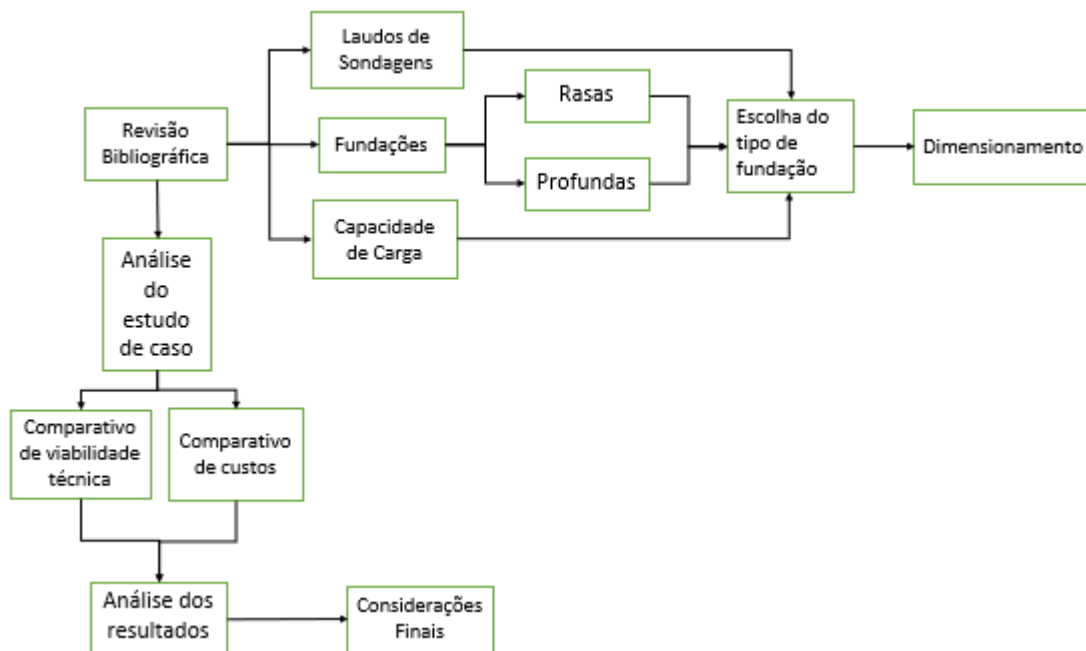 Laudos de
Sondagens
Revisão
Bibliográfica
Fundações
Rasas
Profundas
Capacidade
de Carga
Escolha do
tipo de
fundação
Dimensionamento
Análise
do
estudo
de caso
Comparativo
de viabilidade
técnica
Comparativo
de custos
Análise dos
resultados
Considerações
Finais